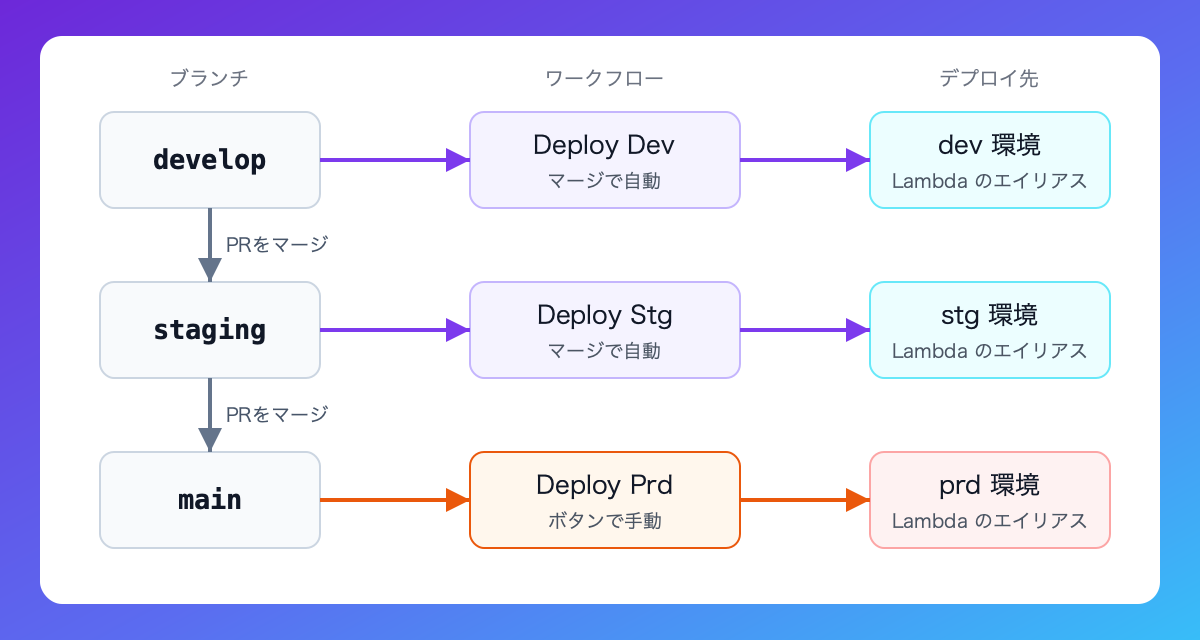 ブランチ
ワークフロー
デプロイ先
develop
Deploy Dev
マージで自動
dev 環境
Lambda のエイリアス
PRをマージ
staging
Deploy Stg
マージで自動
stg 環境
Lambda のエイリアス
PRをマージ
main
Deploy Prd
ボタンで手動
prd 環境
Lambda のエイリアス